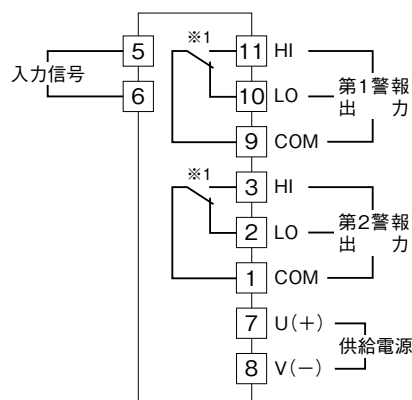 入力信号
5
6
※1
11 HI
10 LO
9 COM
第1警報
出 力
※1
3 HI
2 LO
1 COM
第2警報
出 力
7 U(+)
8 V(−)
供給電源